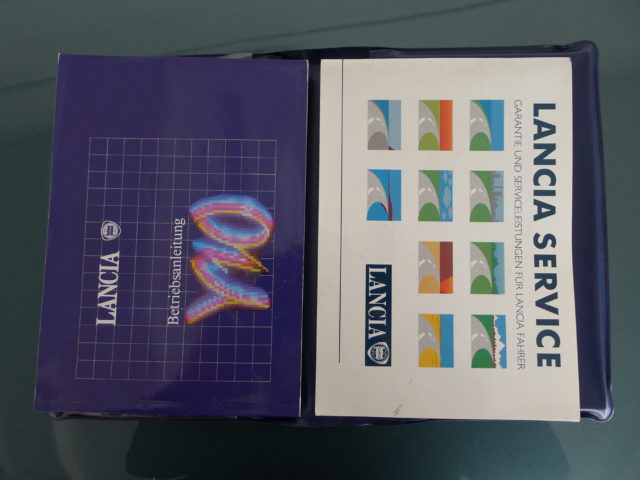 LANCIA
Betriebsanleitung
Y10
LANCIA SERVICE
GARANTIE UND SERVICELEISTUNGEN FÜR LANCIA FAHRER
LANCIA